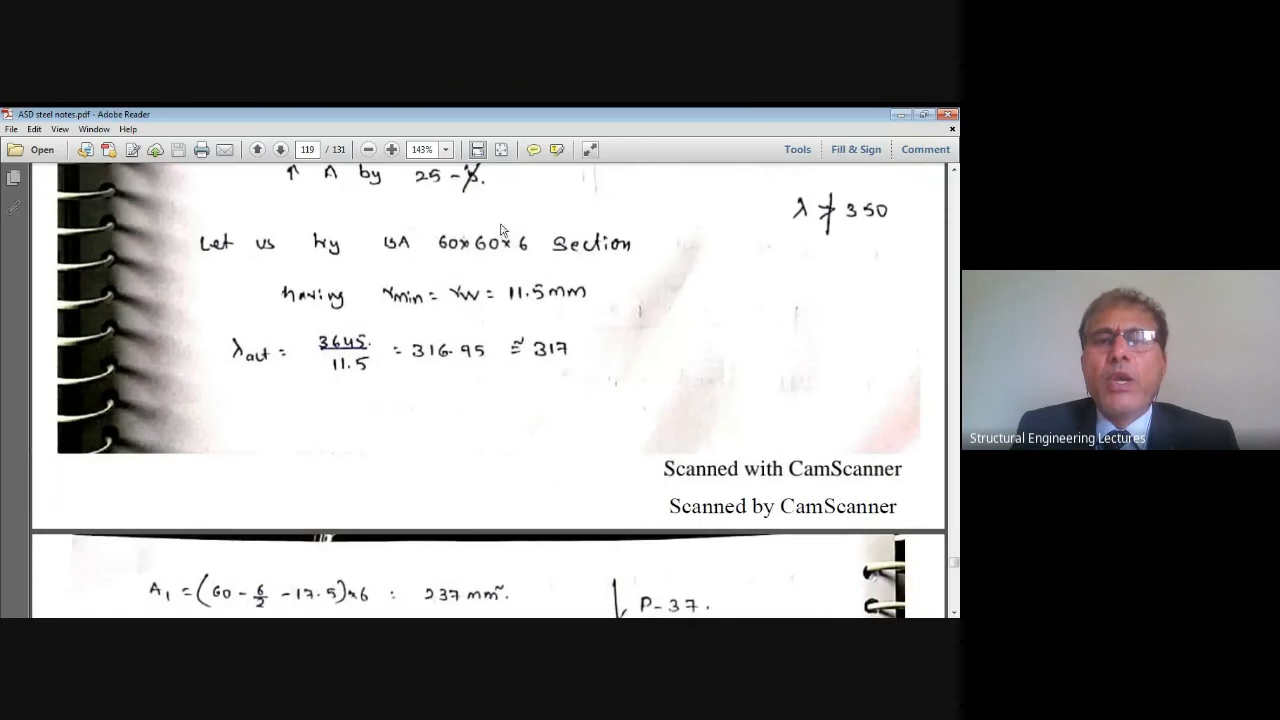 ASD steel notes.pdf - Adobe Reader
File Edit View Window Help
Open 119 / 131 143% Tools Fill & Sign Comment
↑ A by 25-%.
λ ≯ 350
Let us try ISA 60×60×6 Section
having rmin = rvv = 11.5mm
λact = 3645/11.5 = 316.95 ≅ 317
Scanned with CamScanner
Scanned by CamScanner
A1 = (60 - 6/2 - 17.5)×6 = 237 mm².
P-37.
Structural Engineering Lectures